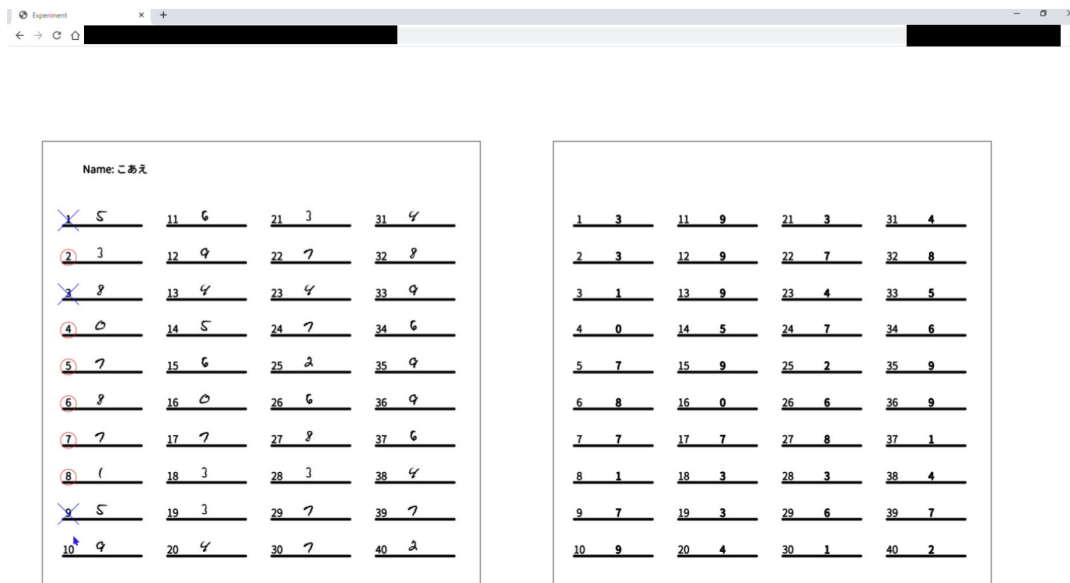 Experiment
Name: こあえ
1 5 11 6 21 3 31 4
2 3 12 9 22 7 32 8
3 8 13 4 23 4 33 9
4 0 14 5 24 7 34 6
5 7 15 6 25 2 35 9
6 8 16 0 26 6 36 9
7 7 17 7 27 8 37 6
8 1 18 3 28 3 38 4
9 5 19 3 29 7 39 7
10 9 20 4 30 7 40 2
1 3 11 9 21 3 31 4
2 3 12 9 22 7 32 8
3 1 13 9 23 4 33 5
4 0 14 5 24 7 34 6
5 7 15 9 25 2 35 9
6 8 16 0 26 6 36 9
7 7 17 7 27 8 37 1
8 1 18 3 28 3 38 4
9 7 19 3 29 6 39 7
10 9 20 4 30 1 40 2